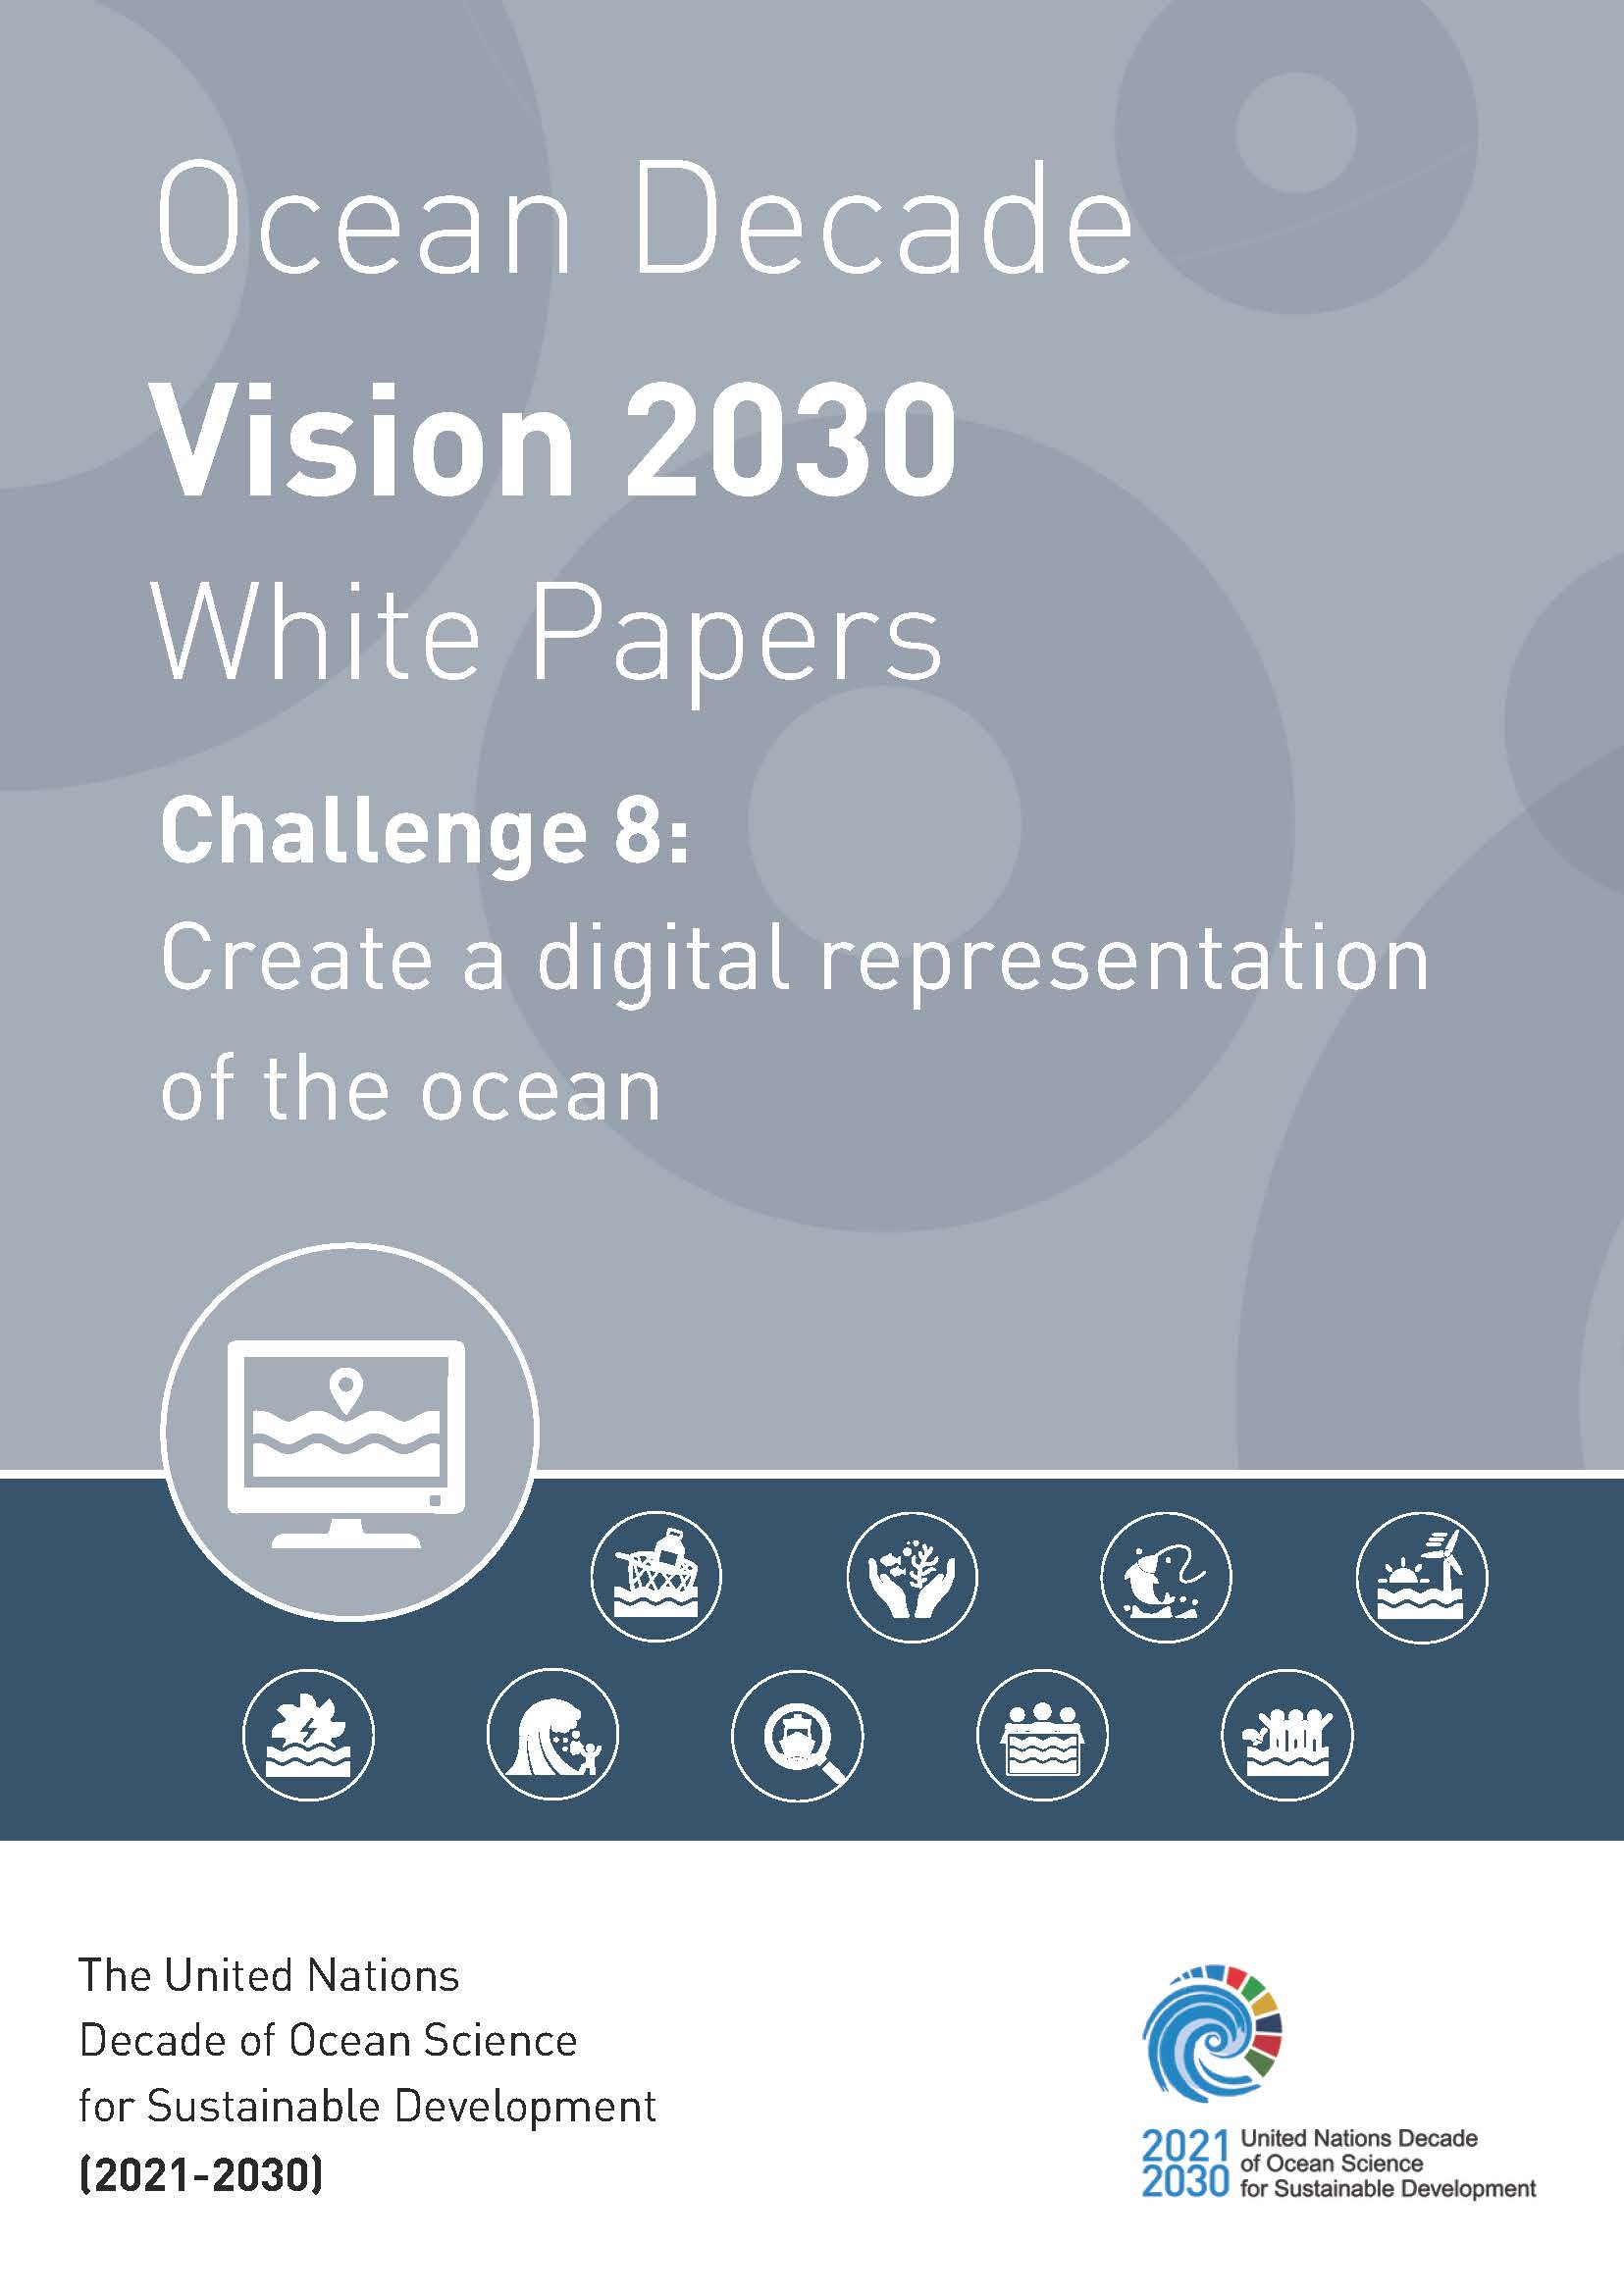 Ocean Decade
Vision 2030
White Papers
Challenge 8:
Create a digital representation
of the ocean
The United Nations
Decade of Ocean Science
for Sustainable Development
(2021-2030)
2021
2030
United Nations Decade
of Ocean Science
for Sustainable Development